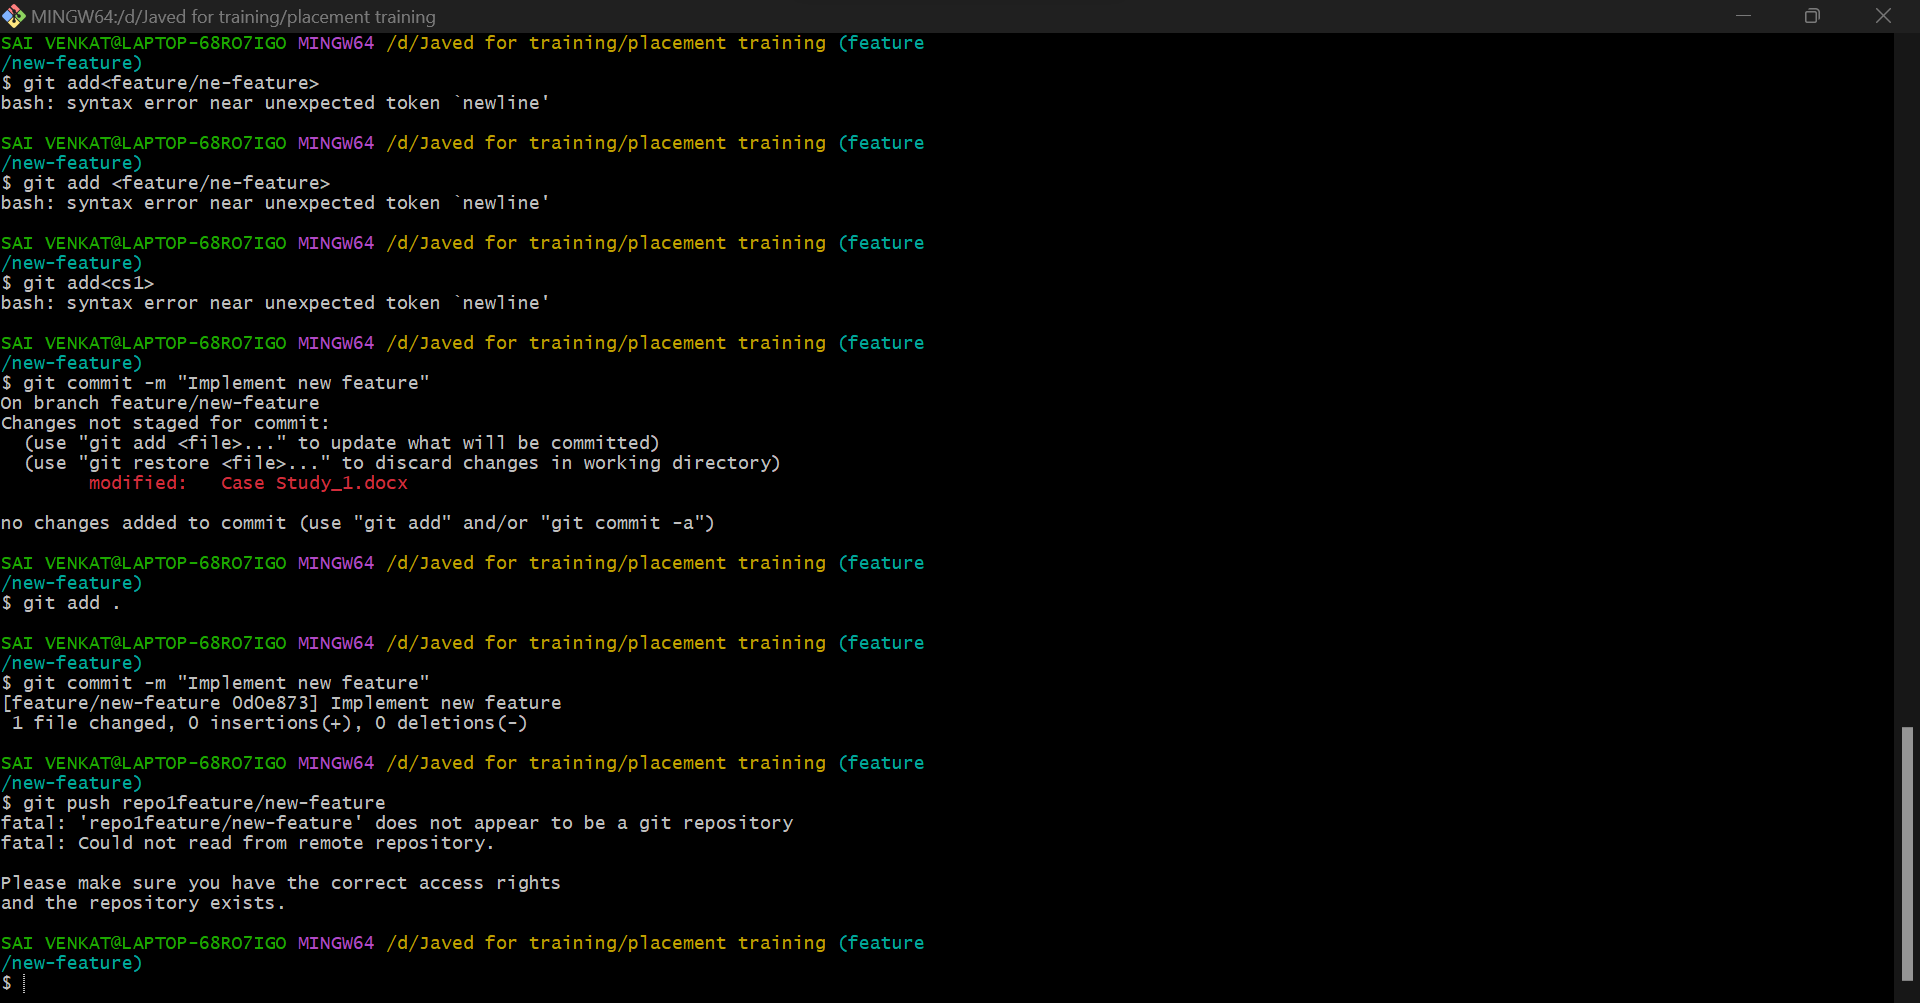 MINGW64:/d/Javed for training/placement training
SAI VENKAT@LAPTOP-68RO7IGO MINGW64 /d/Javed for training/placement training (feature
/new-feature)
$ git add<feature/ne-feature>
bash: syntax error near unexpected token `newline'
SAI VENKAT@LAPTOP-68RO7IGO MINGW64 /d/Javed for training/placement training (feature
/new-feature)
$ git add <feature/ne-feature>
bash: syntax error near unexpected token `newline'
SAI VENKAT@LAPTOP-68RO7IGO MINGW64 /d/Javed for training/placement training (feature
/new-feature)
$ git add<cs1>
bash: syntax error near unexpected token `newline'
SAI VENKAT@LAPTOP-68RO7IGO MINGW64 /d/Javed for training/placement training (feature
/new-feature)
$ git commit -m "Implement new feature"
On branch feature/new-feature
Changes not staged for commit:
  (use "git add <file>..." to update what will be committed)
  (use "git restore <file>..." to discard changes in working directory)
        modified:   Case Study_1.docx
no changes added to commit (use "git add" and/or "git commit -a")
SAI VENKAT@LAPTOP-68RO7IGO MINGW64 /d/Javed for training/placement training (feature
/new-feature)
$ git add .
SAI VENKAT@LAPTOP-68RO7IGO MINGW64 /d/Javed for training/placement training (feature
/new-feature)
$ git commit -m "Implement new feature"
[feature/new-feature 0d0e873] Implement new feature
 1 file changed, 0 insertions(+), 0 deletions(-)
SAI VENKAT@LAPTOP-68RO7IGO MINGW64 /d/Javed for training/placement training (feature
/new-feature)
$ git push repo1feature/new-feature
fatal: 'repo1feature/new-feature' does not appear to be a git repository
fatal: Could not read from remote repository.
Please make sure you have the correct access rights
and the repository exists.
SAI VENKAT@LAPTOP-68RO7IGO MINGW64 /d/Javed for training/placement training (feature
/new-feature)
$